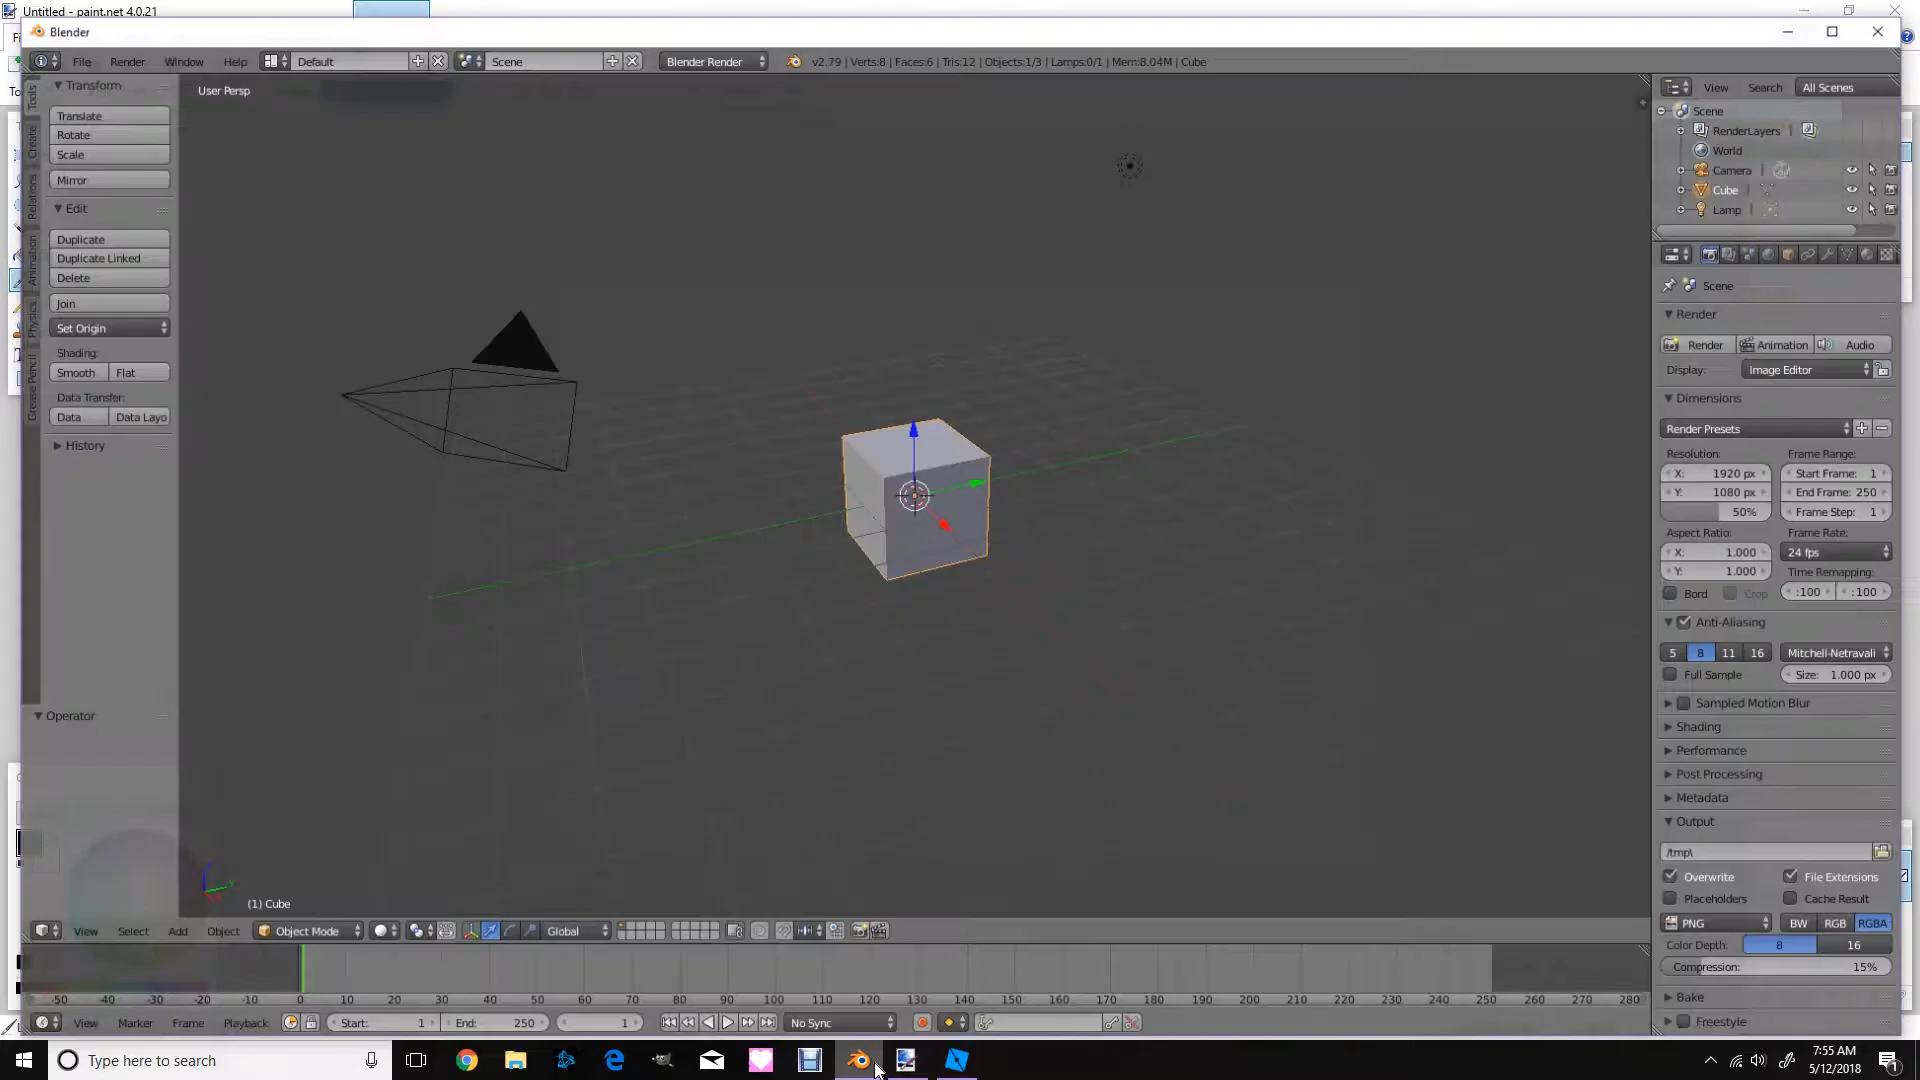 Untitled - paint.net 4.0.21
Blender
File Render Window Help Default Scene Blender Render v2.79 | Verts:8 | Faces:6 | Tris:12 | Objects:1/3 | Lamps:0/1 | Mem:8.04M | Cube
Tools
Create
Relations
Animation
Physics
Grease Pencil
Transform
Translate
Rotate
Scale
Mirror
Edit
Duplicate
Duplicate Linked
Delete
Join
Set Origin
Shading:
Smooth Flat
Data Transfer:
Data Data Layo
History
Operator
User Persp
(1) Cube
View Search All Scenes
Scene
RenderLayers
World
Camera
Cube
Lamp
Scene
Render
Render Animation Audio
Display: Image Editor
Dimensions
Render Presets
Resolution: Frame Range:
X: 1920 px Start Frame: 1
Y: 1080 px End Frame: 250
50% Frame Step: 1
Aspect Ratio: Frame Rate:
X: 1.000 24 fps
Y: 1.000 Time Remapping:
Bord Crop :100 :100
Anti-Aliasing
5 8 11 16 Mitchell-Netravali
Full Sample Size: 1.000 px
Sampled Motion Blur
Shading
Performance
Post Processing
Metadata
Output
/tmp\
Overwrite File Extensions
Placeholders Cache Result
PNG BW RGB RGBA
Color Depth: 8 16
Compression: 15%
Bake
Freestyle
View Select Add Object Object Mode Global
-50 -40 -30 -20 -10 0 10 20 30 40 50 60 70 80 90 100 110 120 130 140 150 160 170 180 190 200 210 220 230 240 250 260 270 280
View Marker Frame Playback Start: 1 End: 250 1 No Sync
Type here to search
7:55 AM
5/12/2018
1